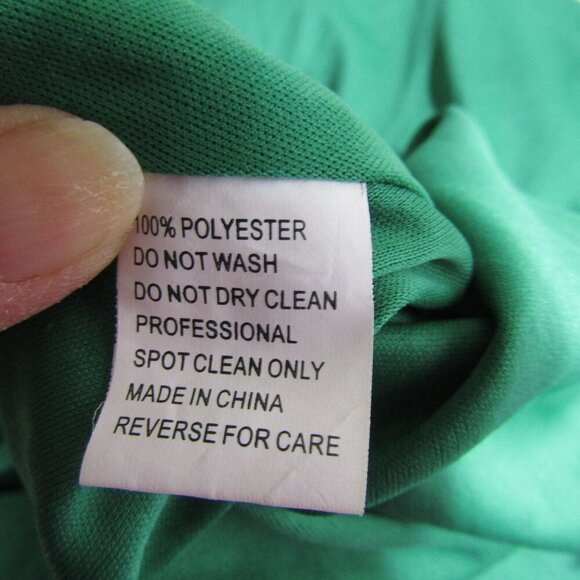 100% POLYESTER
DO NOT WASH
DO NOT DRY CLEAN
PROFESSIONAL
SPOT CLEAN ONLY
MADE IN CHINA
REVERSE FOR CARE